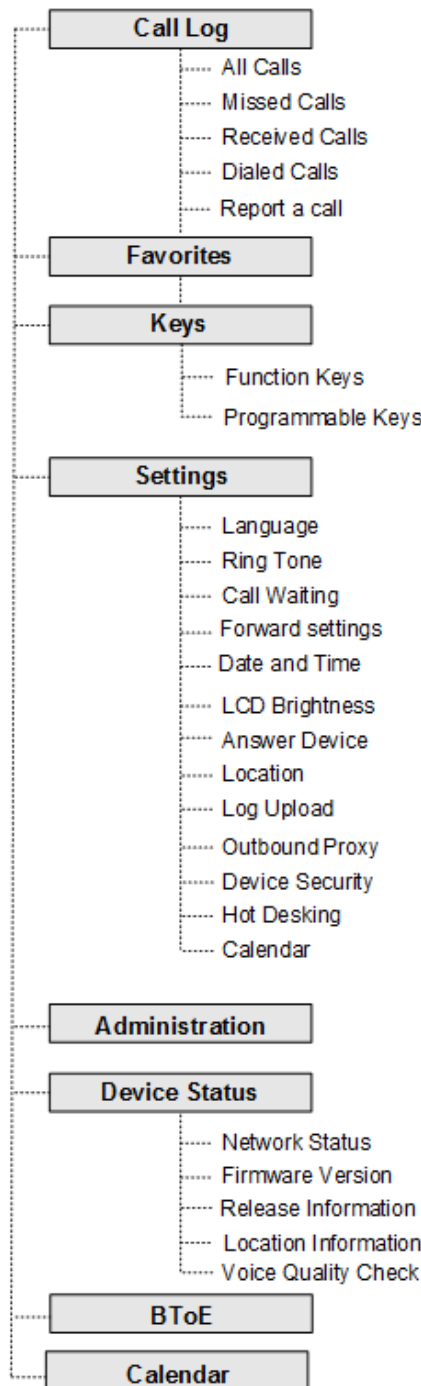 Call Log
All Calls
Missed Calls
Received Calls
Dialed Calls
Report a call
Favorites
Keys
Function Keys
Programmable Keys
Settings
Language
Ring Tone
Call Waiting
Forward settings
Date and Time
LCD Brightness
Answer Device
Location
Log Upload
Outbound Proxy
Device Security
Hot Desking
Calendar
Administration
Device Status
Network Status
Firmware Version
Release Information
Location Information
Voice Quality Check
BToE
Calendar